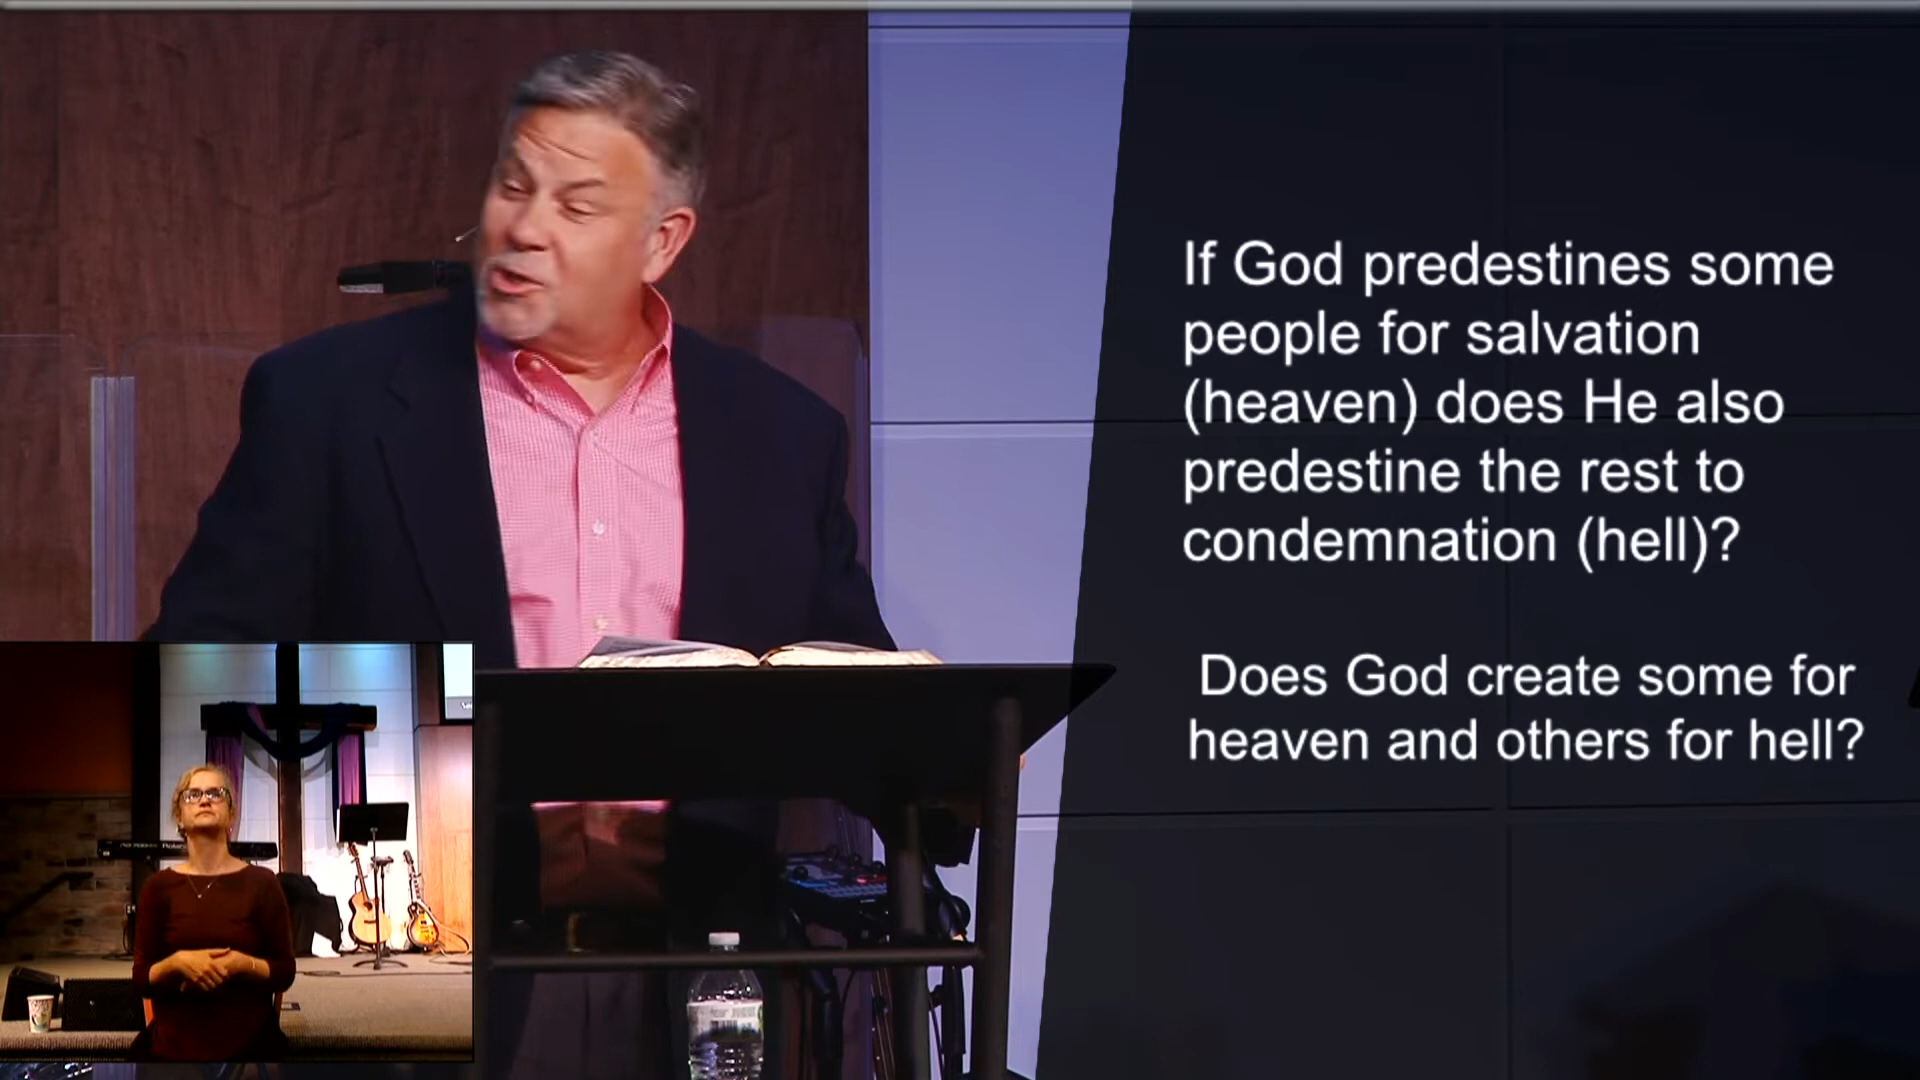 If God predestines some
people for salvation
(heaven) does He also
predestine the rest to
condemnation (hell)?
Does God create some for
heaven and others for hell?